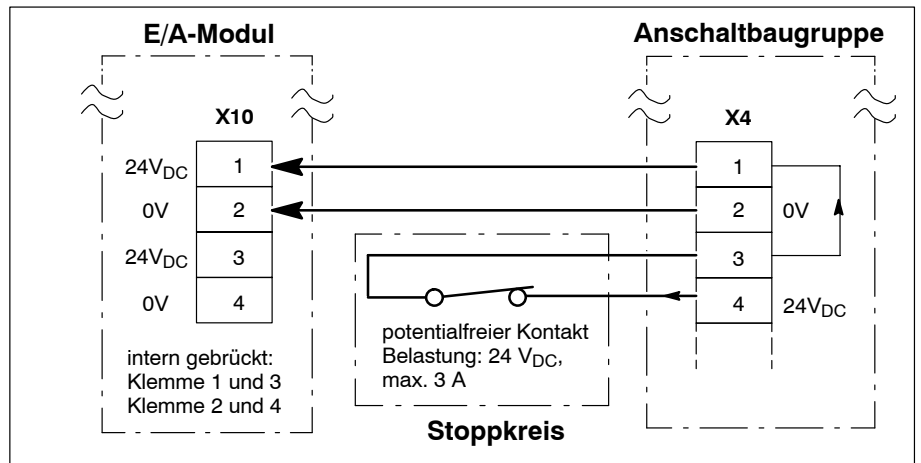 E/A-Modul
Anschaltbaugruppe
X10
X4
24VDC 1
0V 2
24VDC 3
0V 4
1
2 0V
3
4 24VDC
intern gebrückt:
Klemme 1 und 3
Klemme 2 und 4
potentialfreier Kontakt
Belastung: 24 VDC,
max. 3 A
Stoppkreis